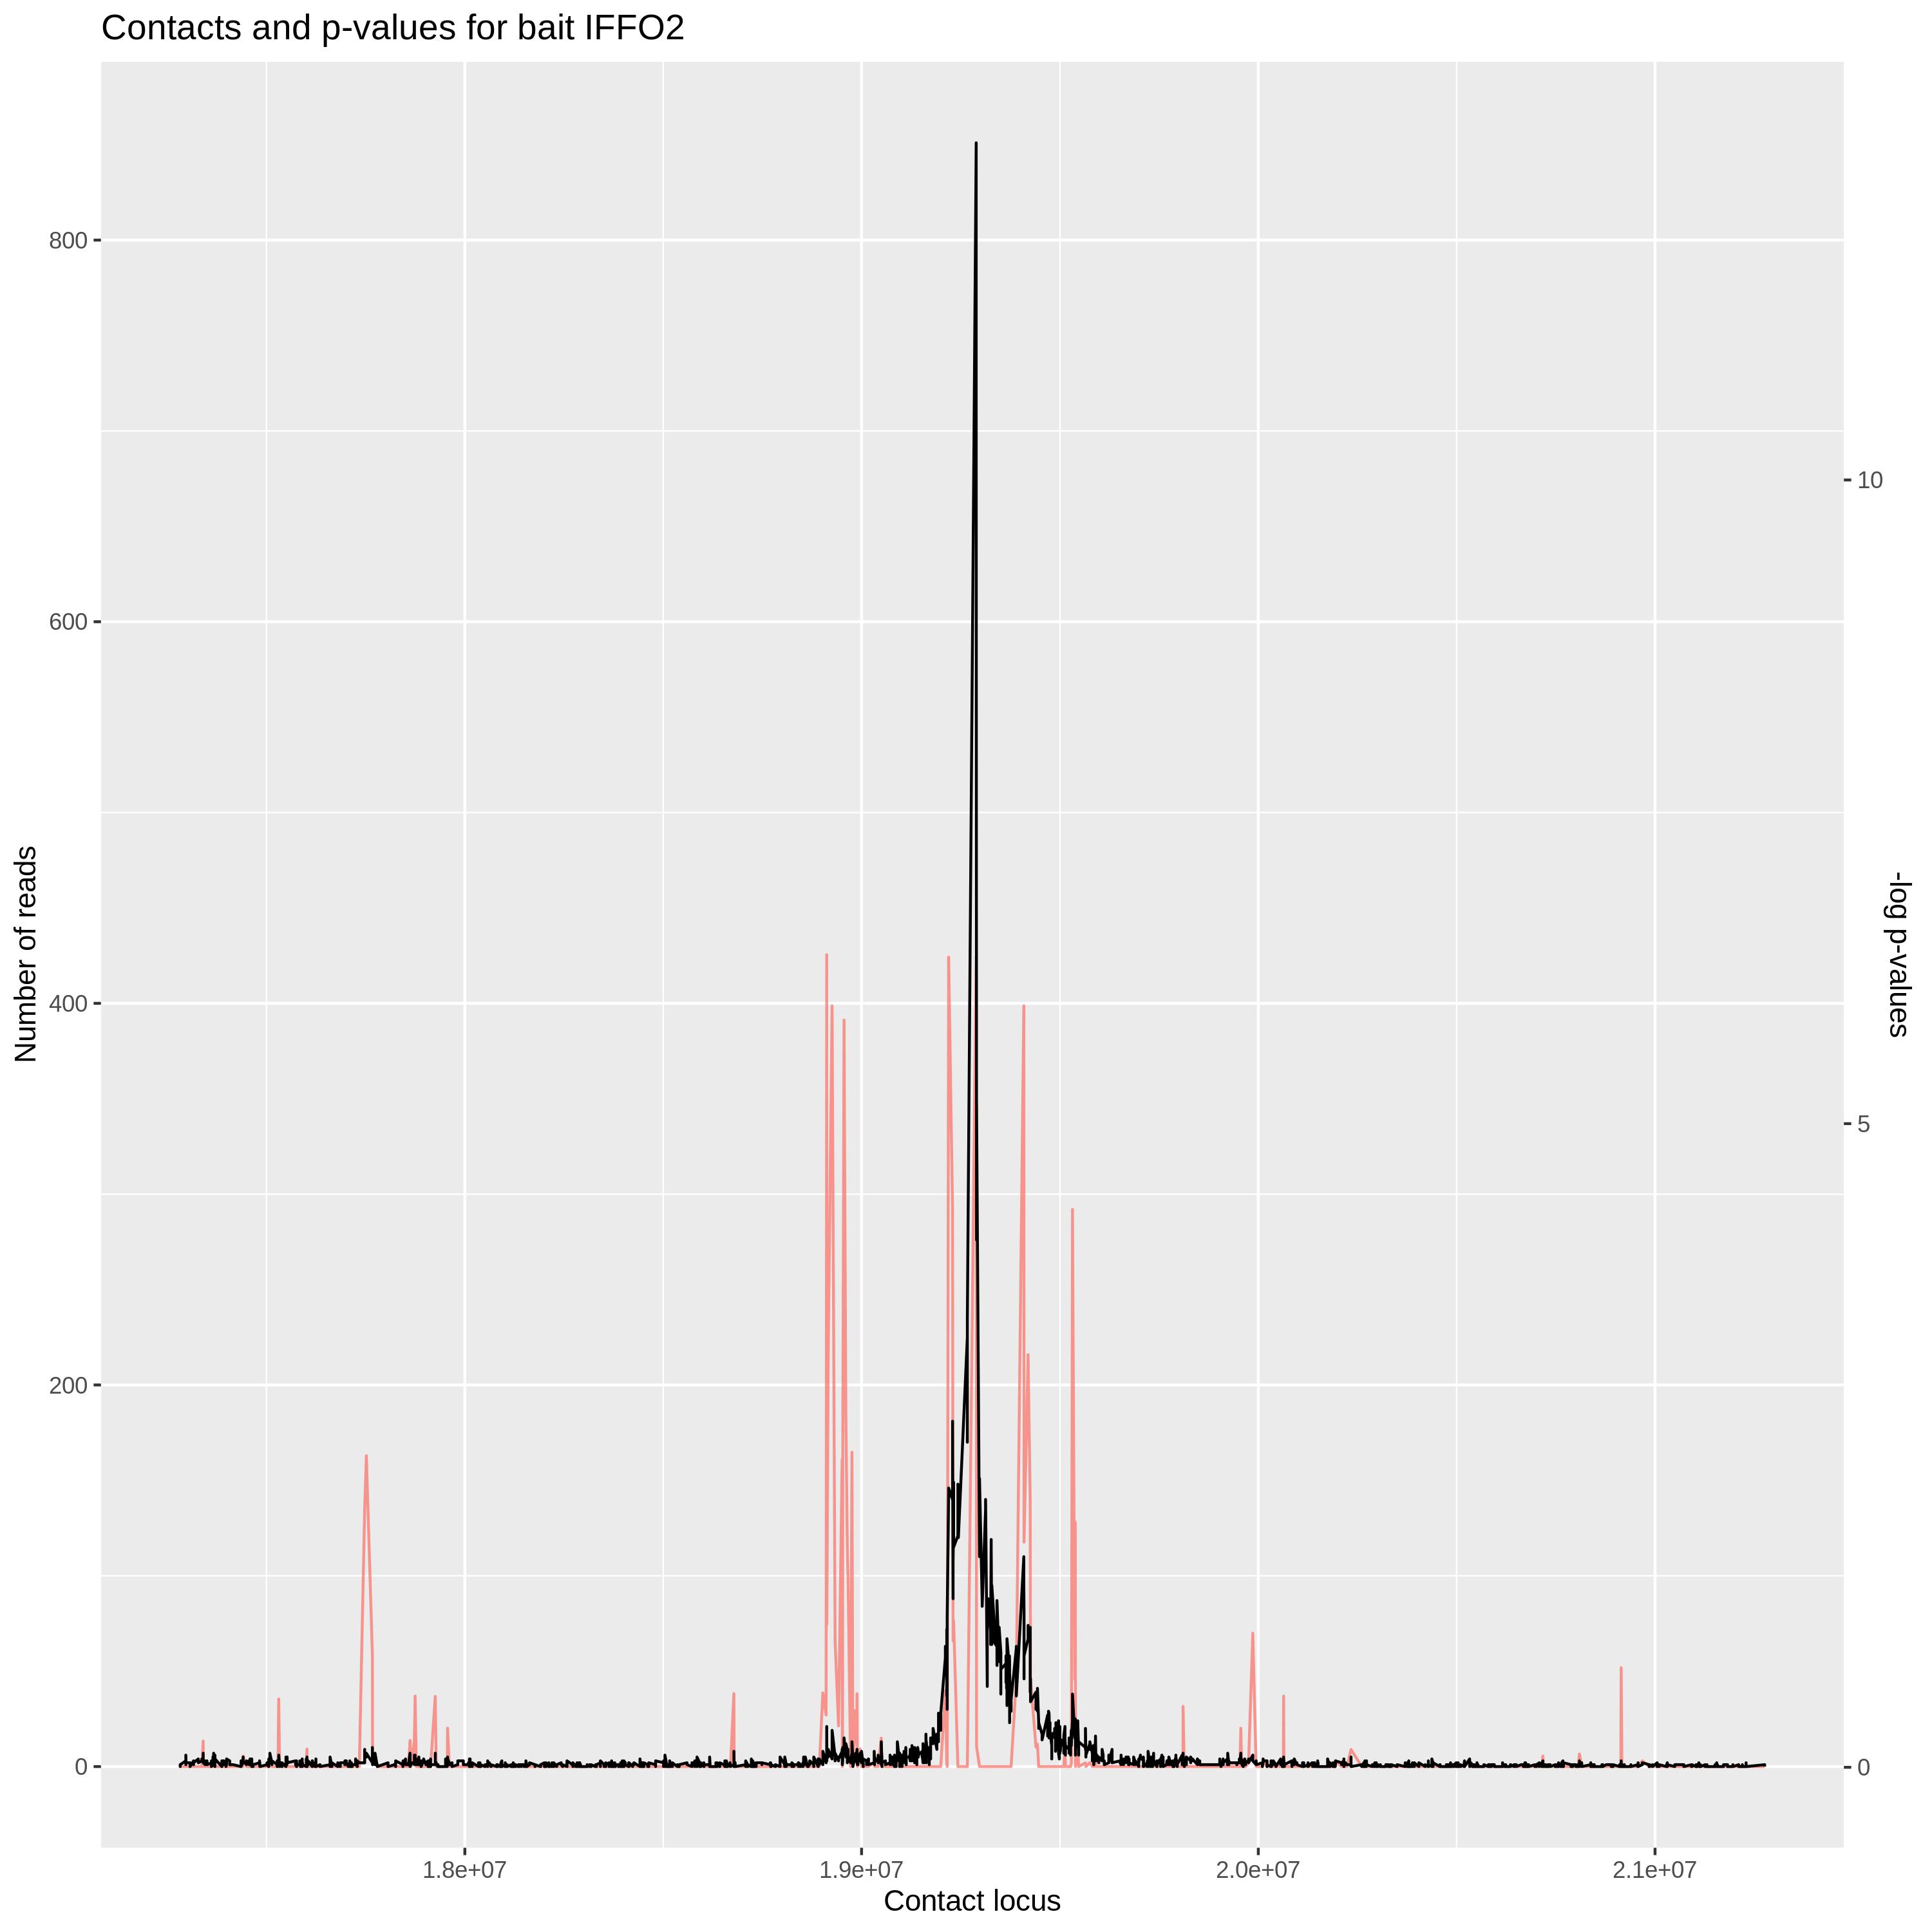 Contacts and p-values for bait IFFO2
800
600
400
200
0
10
5
0
Number of reads
-log p-values
1.8e+07 1.9e+07 2.0e+07 2.1e+07
Contact locus